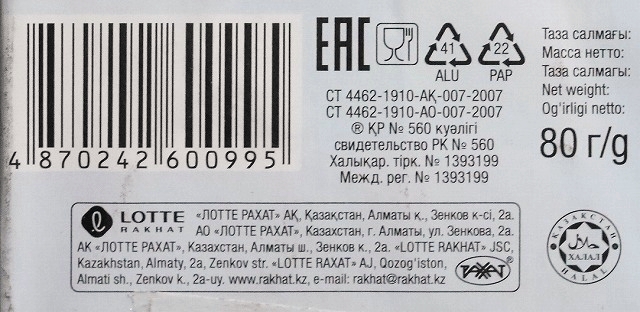 4 870242 600995
EAC
41
ALU
22
PAP
СТ 4462-1910-АҚ-007-2007
СТ 4462-1910-АО-007-2007
® ҚР № 560 куәлігі
свидетельство РК № 560
Халықар. тірк. № 1393199
Межд. рег. № 1393199
Таза салмағы:
Масса нетто:
Таза салмагы:
Net weight:
Og'irligi netto:
80 г/g
LOTTE
RAKHAT
«ЛОТТЕ РАХАТ» АҚ, Қазақстан, Алматы қ., Зенков к-сі, 2а.
АО «ЛОТТЕ РАХАТ», Казахстан, г. Алматы, ул. Зенкова, 2а.
АК «ЛОТТЕ РАХАТ», Казахстан, Алматы ш., Зенков к., 2а. «LOTTE RAKHAT» JSC,
Kazakhstan, Almaty, 2a, Zenkov str. «LOTTE RAXAT» AJ, Qozog'iston,
Almati sh., Zenkov k., 2a-uy. www.rakhat.kz, e-mail: rakhat@rakhat.kz
РАХАТ
КАЗАХСТАН
حلال
ХАЛАЛ
HALAL